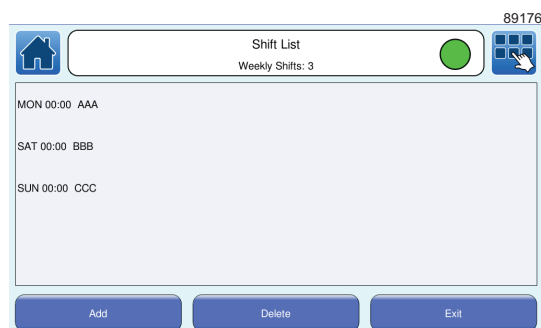 89176
Shift List
Weekly Shifts: 3
MON 00:00 AAA
SAT 00:00 BBB
SUN 00:00 CCC
Add Delete Exit